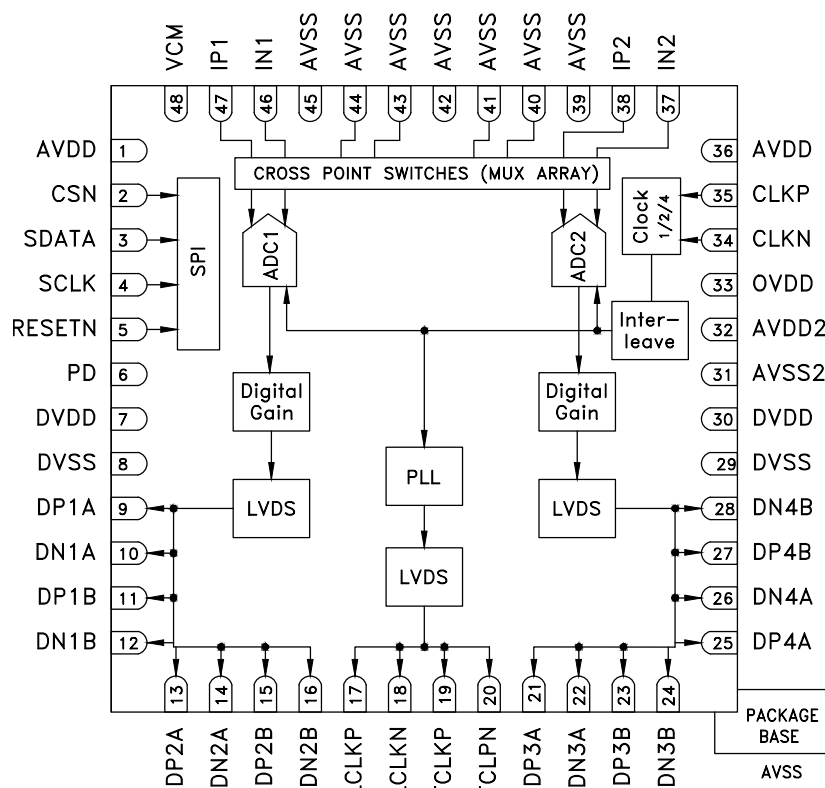 VCM
IP1
IN1
AVSS
AVSS
AVSS
AVSS
AVSS
AVSS
AVSS
IP2
IN2
48
47
46
45
44
43
42
41
40
39
38
37
AVDD 1
CSN 2
SDATA 3
SCLK 4
RESETN 5
PD 6
DVDD 7
DVSS 8
DP1A 9
DN1A 10
DP1B 11
DN1B 12
CROSS POINT SWITCHES (MUX ARRAY)
SPI
ADC1
ADC2
Clock
1/2/4
Inter-
leave
Digital
Gain
Digital
Gain
LVDS
PLL
LVDS
LVDS
36 AVDD
35 CLKP
34 CLKN
33 OVDD
32 AVDD2
31 AVSS2
30 DVDD
29 DVSS
28 DN4B
27 DP4B
26 DN4A
25 DP4A
13
14
15
16
17
18
19
20
21
22
23
24
DP2A
DN2A
DP2B
DN2B
DP3A
DN3A
DP3B
DN3B
PACKAGE
BASE
AVSS